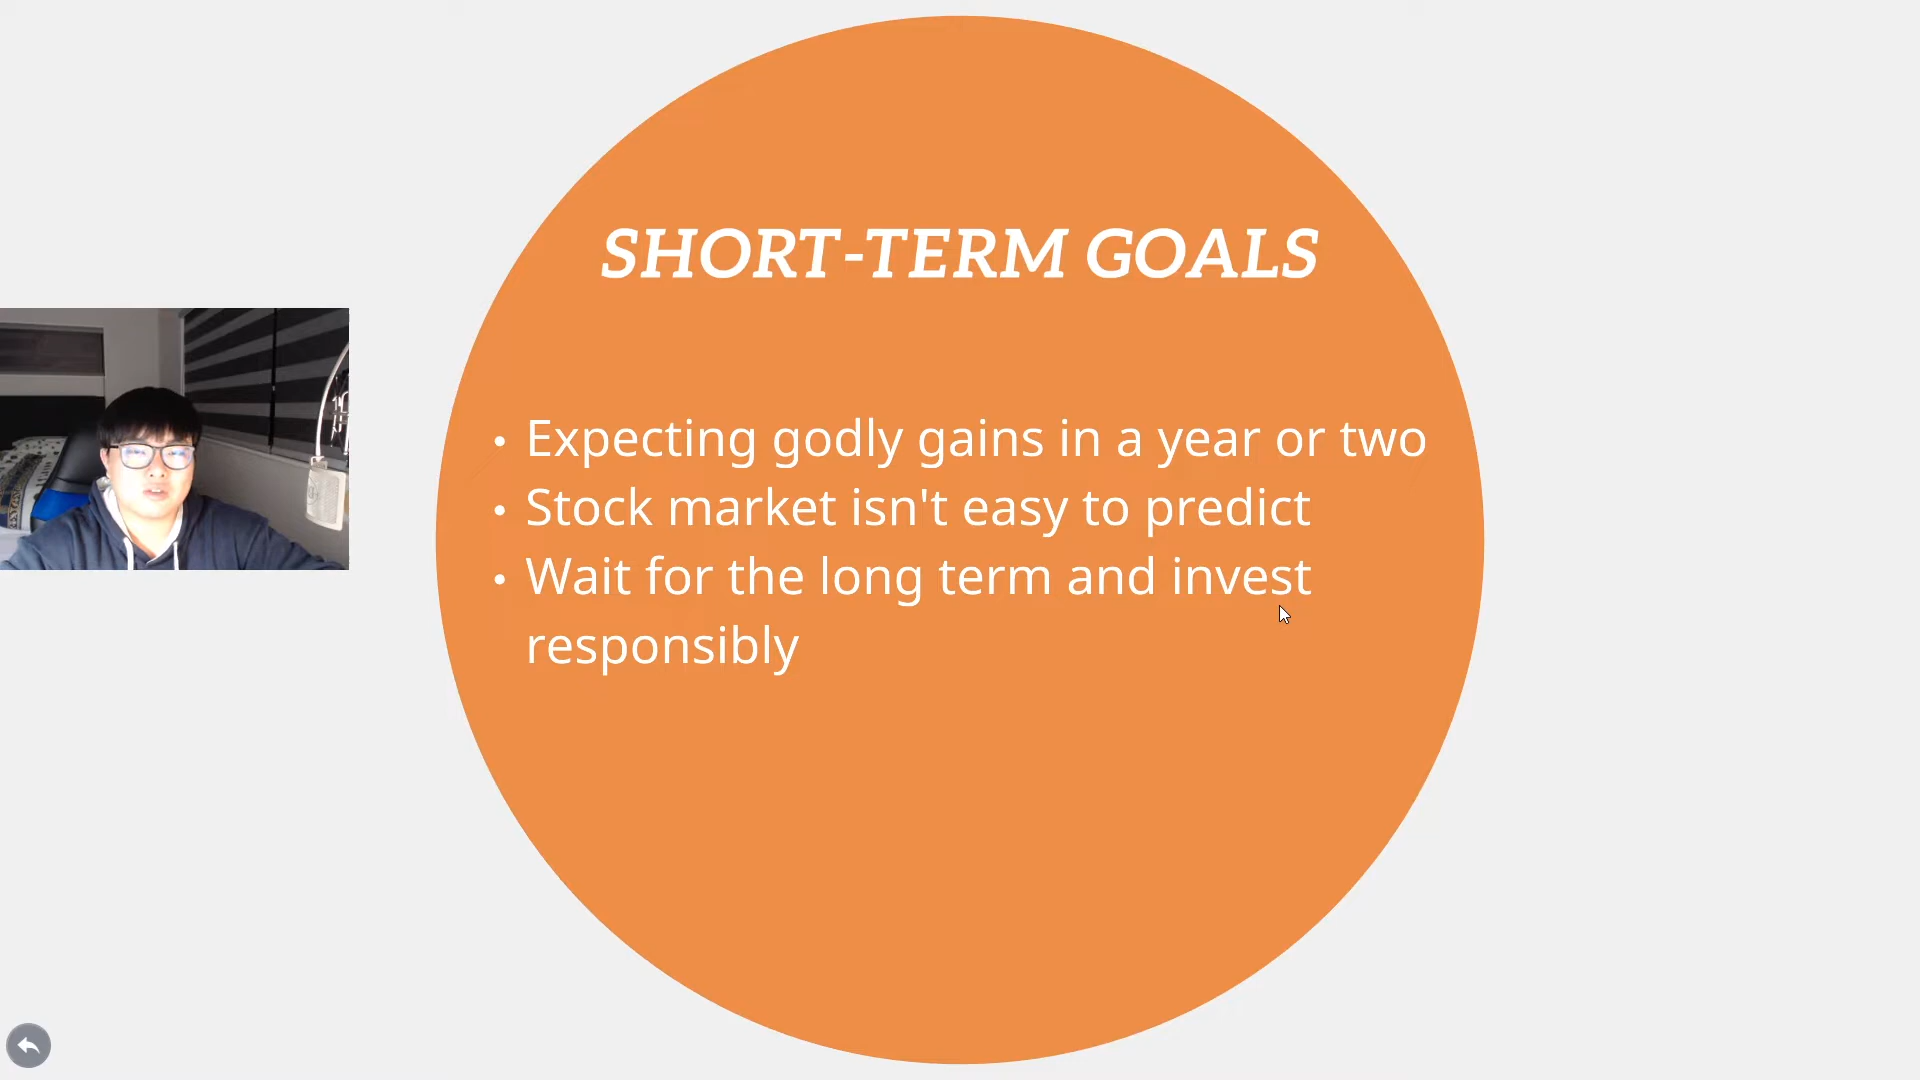 SHORT-TERM GOALS
• Expecting godly gains in a year or two
• Stock market isn't easy to predict
• Wait for the long term and invest
responsibly